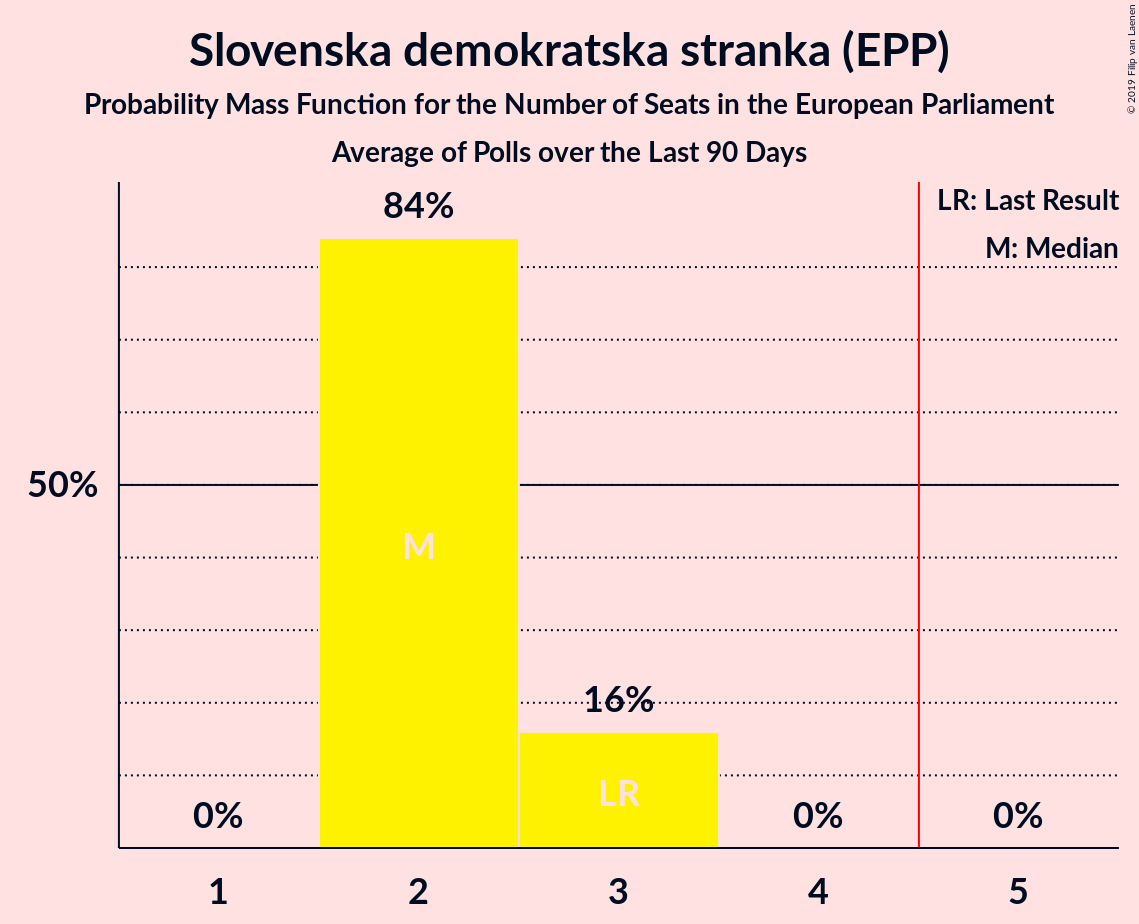 Slovenska demokratska stranka (EPP)
Probability Mass Function for the Number of Seats in the European Parliament
Average of Polls over the Last 90 Days
© 2019 Filip van Laenen
LR: Last Result
M: Median
84%
50%
M
16%
LR
0%
0%
0%
1
2
3
4
5